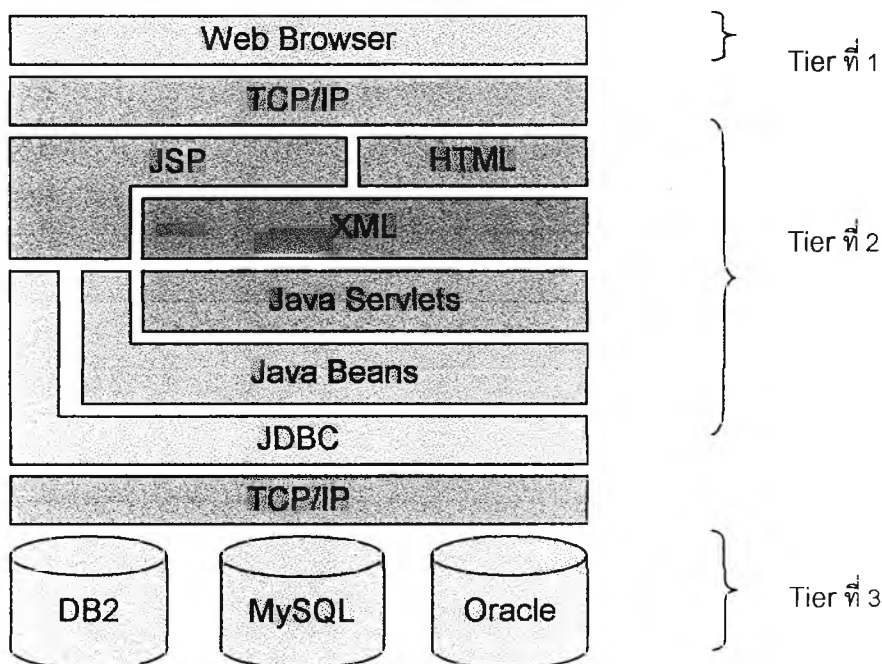 Web Browser
Tier ที่ 1
TCP/IP
JSP
HTML
XML
Tier ที่ 2
Java Servlets
Java Beans
JDBC
TCP/IP
DB2
MySQL
Oracle
Tier ที่ 3